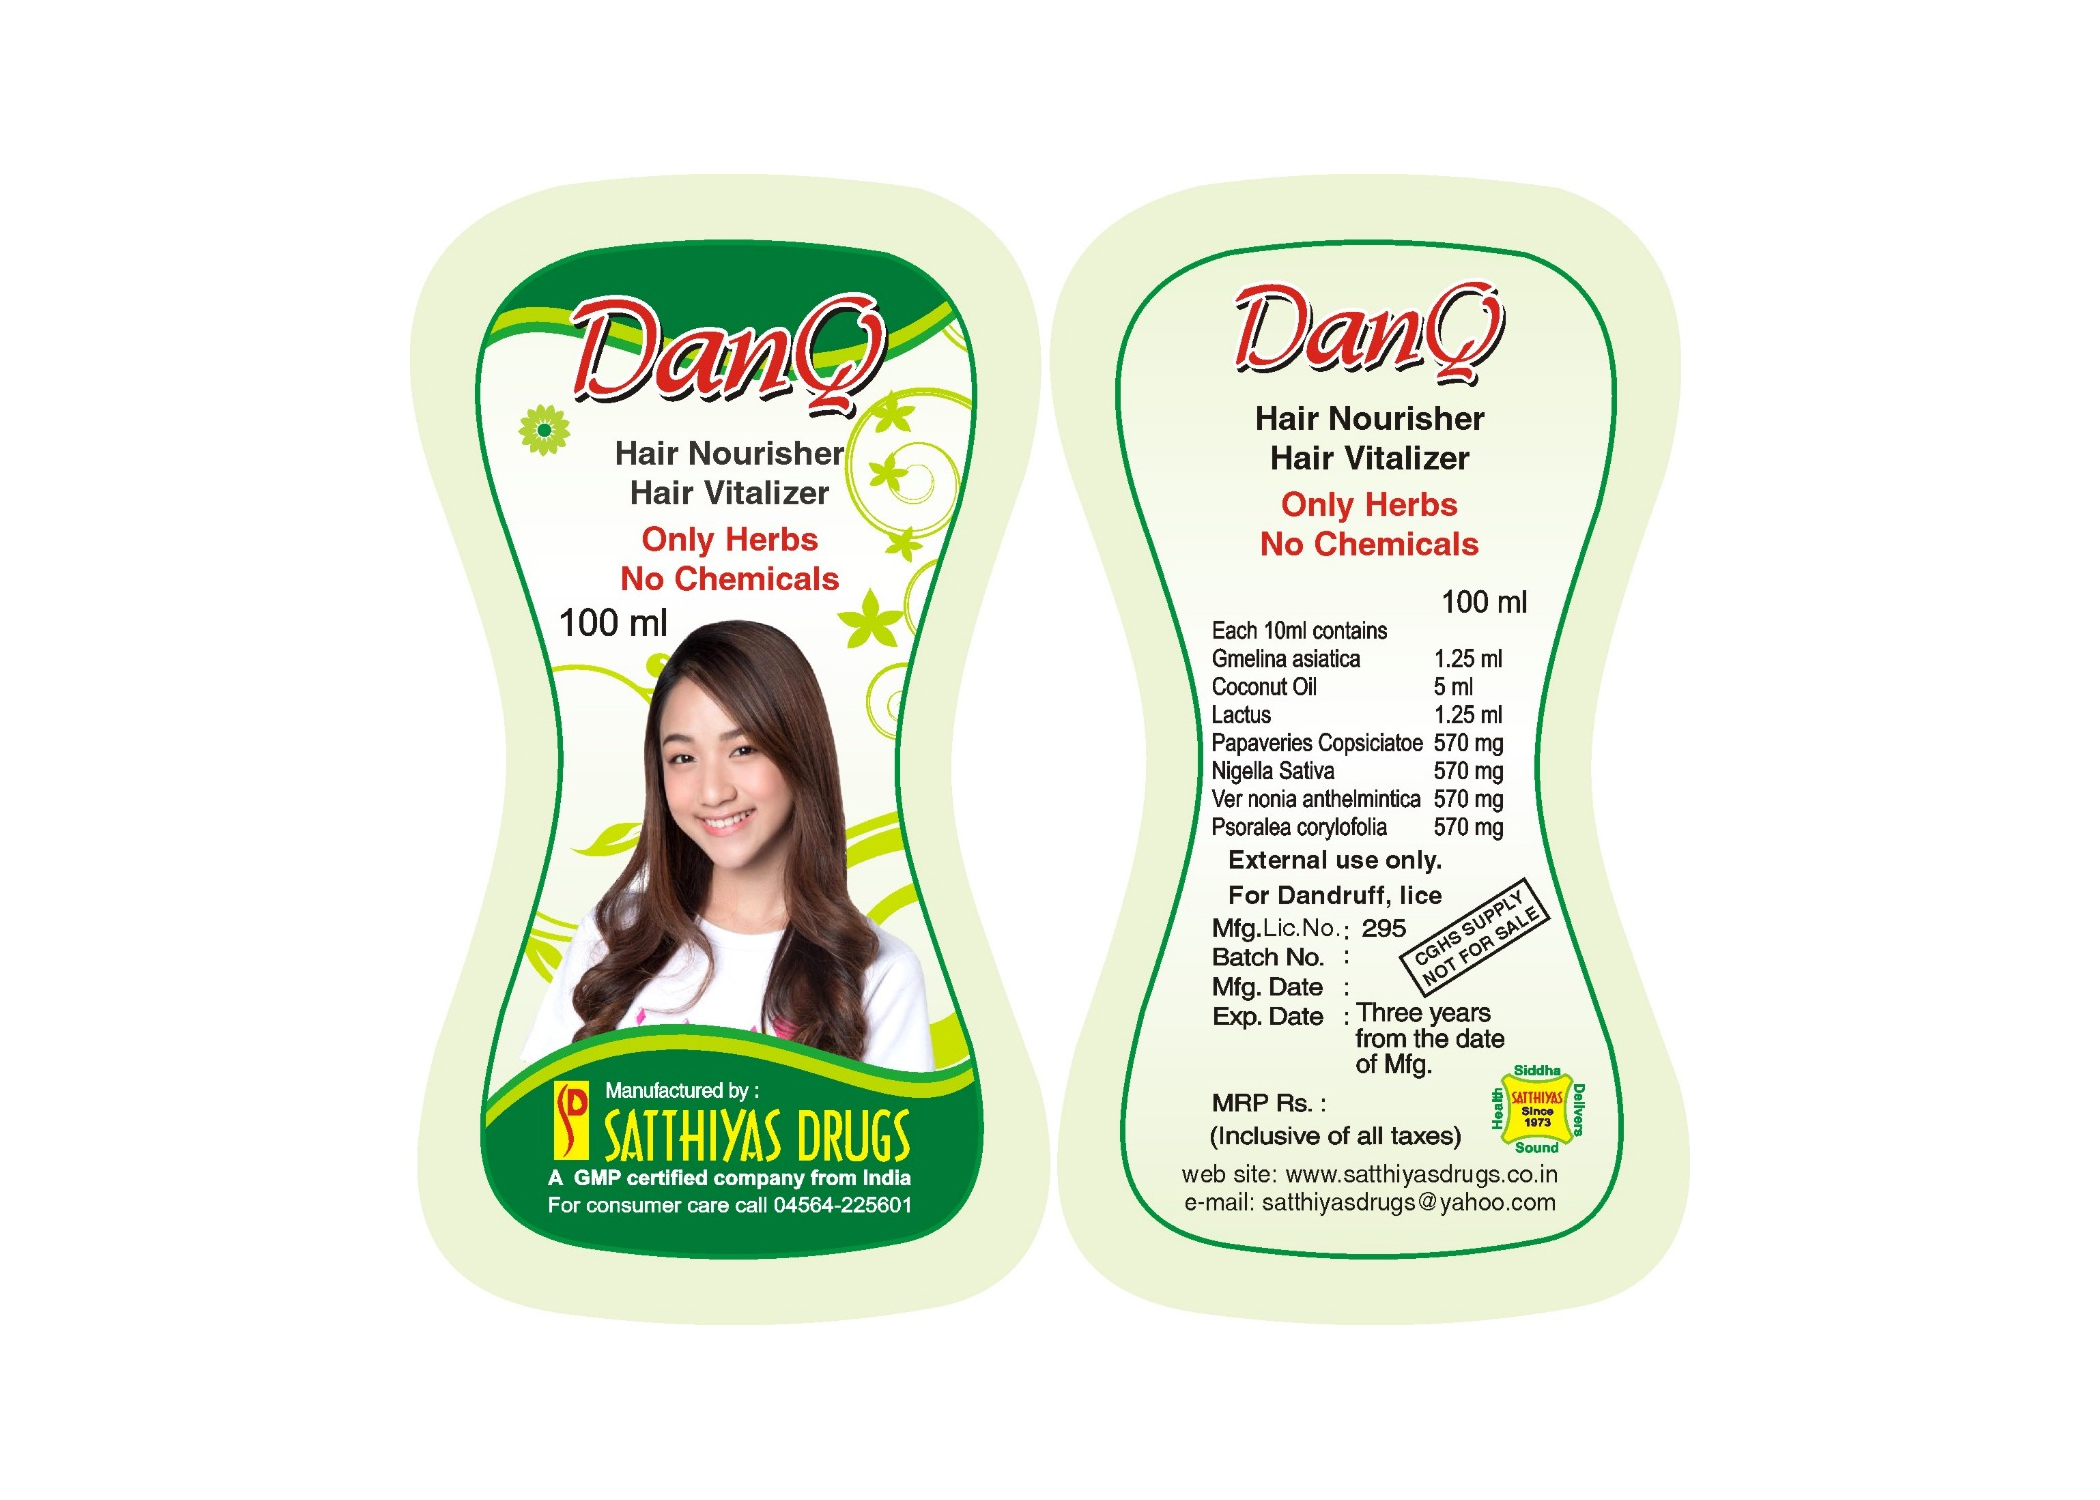 DanQ
Hair Nourisher
Hair Vitalizer
Only Herbs
No Chemicals
100 ml
Manufactured by :
SATTHIYAS DRUGS
A GMP certified company from India
For consumer care call 04564-225601
DanQ
Hair Nourisher
Hair Vitalizer
Only Herbs
No Chemicals
100 ml
Each 10ml contains
Gmelina asiatica 1.25 ml
Coconut Oil 5 ml
Lactus 1.25 ml
Papaveries Copsiciatoe 570 mg
Nigella Sativa 570 mg
Ver nonia anthelmintica 570 mg
Psoralea corylofolia 570 mg
External use only.
For Dandruff, lice
Mfg.Lic.No.: 295
Batch No. :
Mfg. Date :
Exp. Date : Three years
from the date
of Mfg.
CGHS SUPPLY
NOT FOR SALE
MRP Rs. :
(Inclusive of all taxes)
Siddha
Health
SATTHIYAS
Since
1973
Delivers
Sound
web site: www.satthiyasdrugs.co.in
e-mail: satthiyasdrugs@yahoo.com